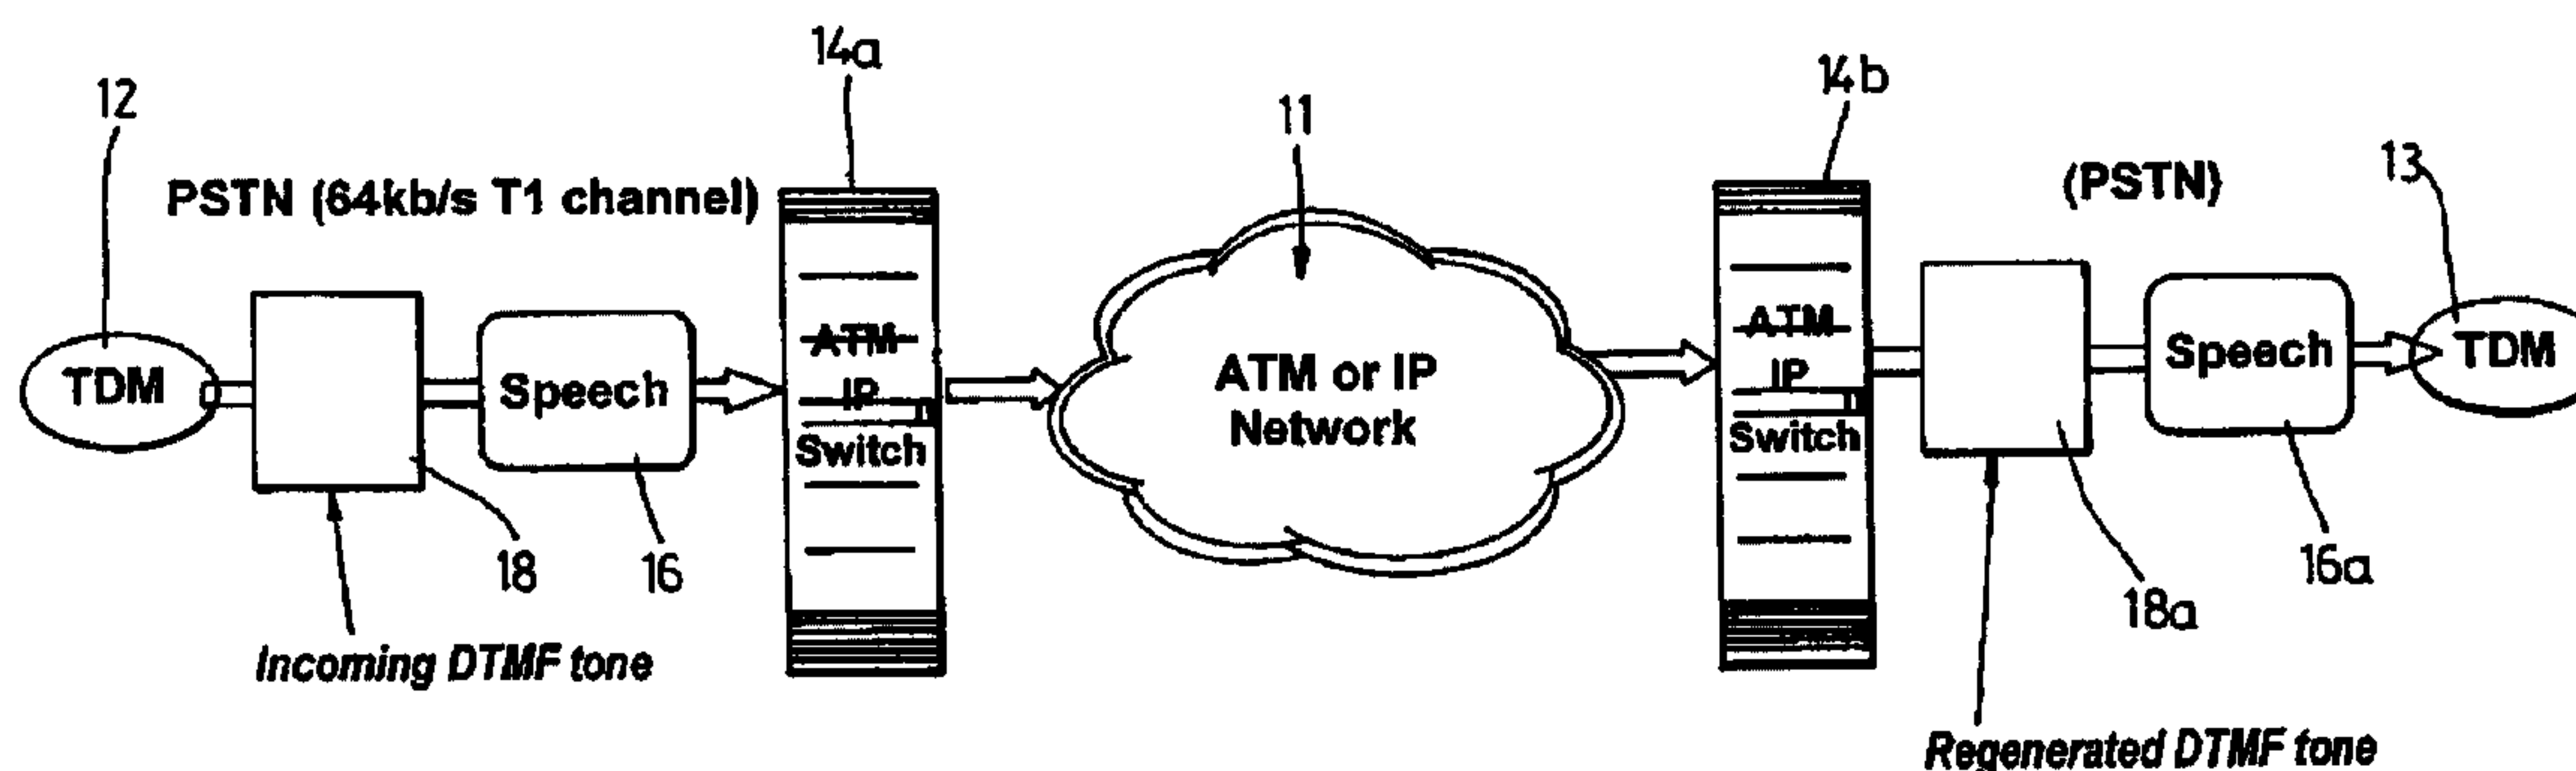 14a
14b
12
11
13
PSTN (64kb/s T1 channel)
(PSTN)
TDM
Speech
ATM
IP
Switch
ATM or IP
Network
ATM
IP
Switch
Speech
TDM
18
16
18a
16a
Incoming DTMF tone
Regenerated DTMF tone